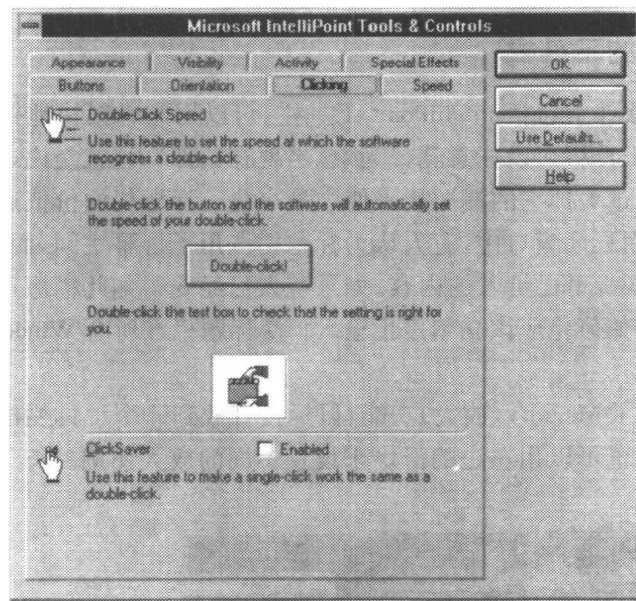 Microsoft IntelliPoint Tools & Controls
Appearance Visibility Activity Special Effects
Buttons Orientation Clicking Speed
OK
Cancel
Use Defaults...
Help
Double-Click Speed
Use this feature to set the speed at which the software
recognizes a double-click.
Double-click the button and the software will automatically set
the speed of your double-click.
Double-click!
Double-click the test box to check that the setting is right for
you.
ClickSaver Enabled
Use this feature to make a single-click work the same as a
double-click.